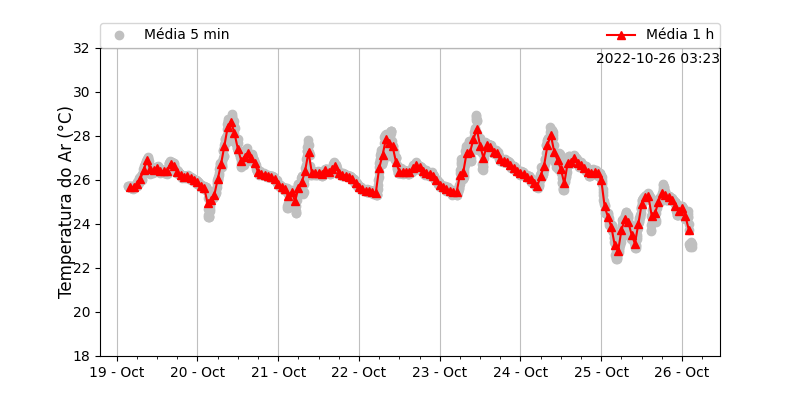 Média 5 min
Média 1 h
2022-10-26 03:23
Temperatura do Ar (°C)
32
30
28
26
24
22
20
18
19 - Oct
20 - Oct
21 - Oct
22 - Oct
23 - Oct
24 - Oct
25 - Oct
26 - Oct